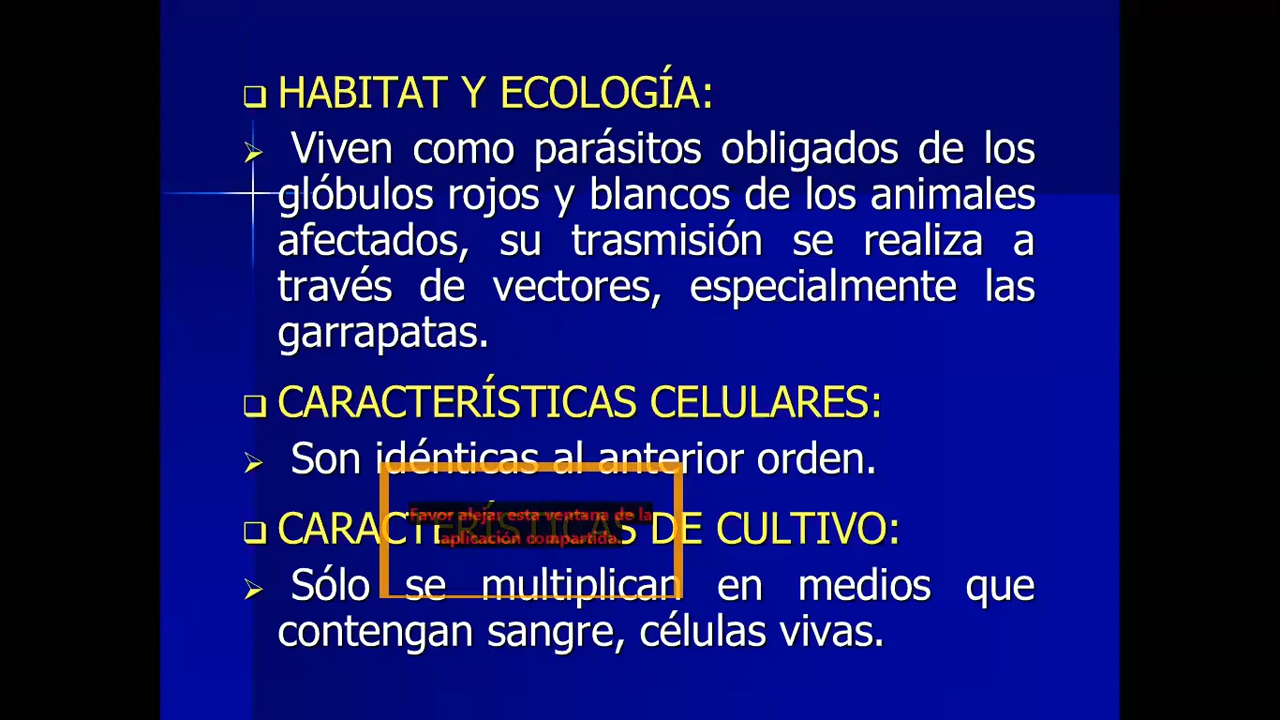 HABITAT Y ECOLOGÍA:
Viven como parásitos obligados de los
glóbulos rojos y blancos de los animales
afectados, su trasmisión se realiza a
través de vectores, especialmente las
garrapatas.
CARACTERÍSTICAS CELULARES:
Son idénticas al anterior orden.
CARACTERÍSTICAS DE CULTIVO:
Favor alejar esta ventana de la
aplicación compartida.
Sólo se multiplican en medios que
contengan sangre, células vivas.